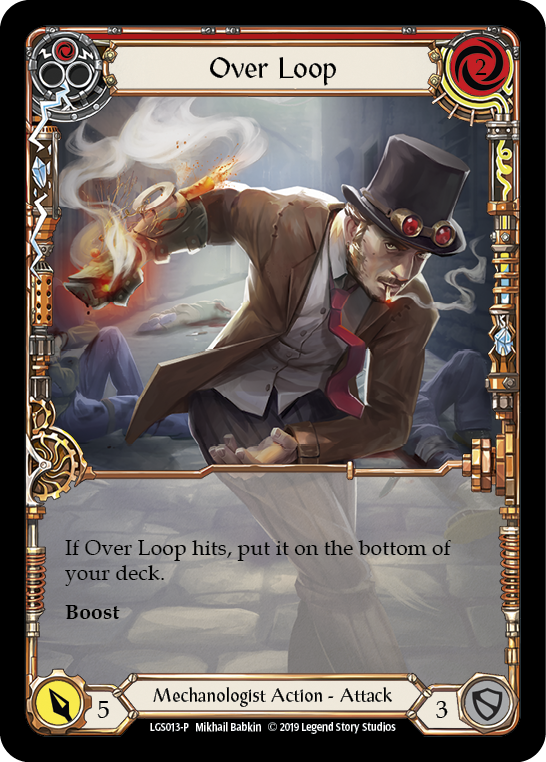 Over Loop
2
If Over Loop hits, put it on the bottom of
your deck.
Boost
5
Mechanologist Action - Attack
3
LGS013-P Mikhail Babkin © 2019 Legend Story Studios